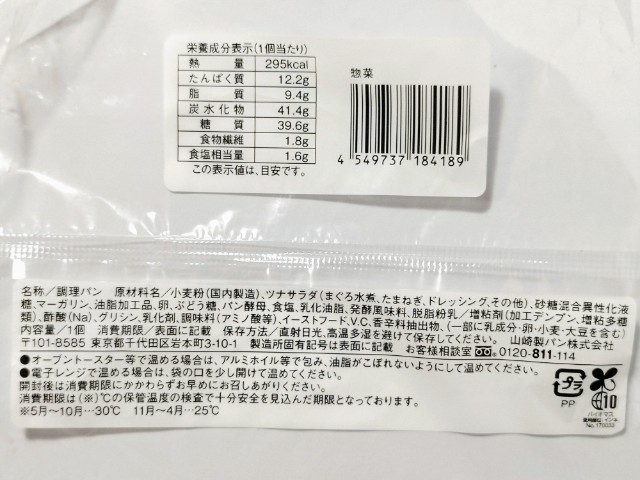 栄養成分表示(1個当たり)
熱量 295kcal
たんぱく質 12.2g
脂質 9.4g
炭水化物 41.4g
糖質 39.6g
食物繊維 1.8g
食塩相当量 1.6g
この表示値は、目安です。
惣菜
4 549737 184189
名称／調理パン 原材料名／小麦粉(国内製造)、ツナサラダ(まぐろ水煮、たまねぎ、ドレッシング、その他)、砂糖混合異性化液
糖、マーガリン、油脂加工品、卵、ぶどう糖、パン酵母、食塩、乳化油脂、発酵風味料、脱脂粉乳／増粘剤(加工デンプン、増粘多糖
類)、酢酸(Na)、グリシン、乳化剤、調味料(アミノ酸等)、イーストフード、V.C、香辛料抽出物、(一部に乳成分・卵・小麦・大豆を含む)
内容量／1個 消費期限／表面に記載 保存方法／直射日光、高温多湿を避けて保存してください。 山崎製パン株式会社
〒101-8585 東京都千代田区岩本町3-10-1 製造所固有記号は表面に記載 お客様相談室 0120-811-114
●オーブントースター等で温める場合は、アルミホイル等で包み、油脂がこぼれないようにして温めてください。
●電子レンジで温める場合は、袋の口を少し開けて温めてください。
開封後は消費期限にかかわらずお早めにお召しあがりください。
消費期限は(※)℃の保管温度の検査で十分安全を見込んだ期限となっております。
※5月～10月…30℃ 11月～4月…25℃
プラ
PP
10
バイオマス
No.170033